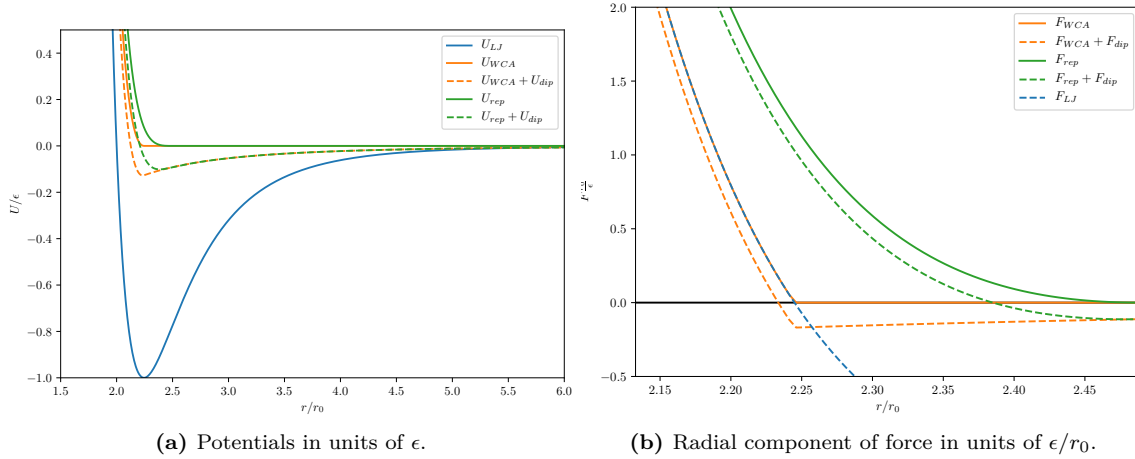 0.4
0.2
0.0
−0.2
−0.4
−0.6
−0.8
−1.0
U/ϵ
1.5 2.0 2.5 3.0 3.5 4.0 4.5 5.0 5.5 6.0
r/r₀
U_LJ
U_WCA
U_WCA + U_dip
U_rep
U_rep + U_dip
(a) Potentials in units of ϵ.
2.0
1.5
1.0
0.5
0.0
−0.5
2.15 2.20 2.25 2.30 2.35 2.40 2.45
r/r₀
F_WCA
F_WCA + F_dip
F_rep
F_rep + F_dip
F_LJ
(b) Radial component of force in units of ϵ/r₀.